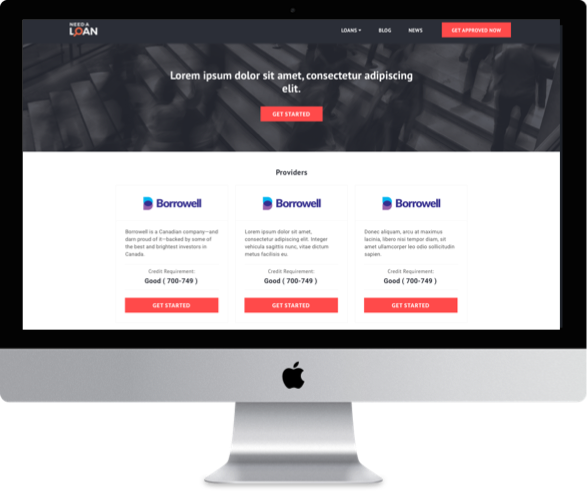 NEED A
LOAN
LOANS
BLOG
NEWS
GET APPROVED NOW
Lorem ipsum dolor sit amet, consectetur adipiscing
elit.
GET STARTED
Providers
Borrowell
Borrowell is a Canadian company—and
darn proud of it—backed by some of
the best and brightest investors in
Canada.
Credit Requirement:
Good ( 700-749 )
GET STARTED
Borrowell
Lorem ipsum dolor sit amet,
consectetur adipiscing elit. Integer
vehicula sagittis nunc, vitae dictum
metus facilisis eu.
Credit Requirement:
Good ( 700-749 )
GET STARTED
Borrowell
Donec aliquam, arcu at maximus
lacinia, libero nisi tempor diam, sit
amet ullamcorper leo odio sollicitudin
sapien.
Credit Requirement:
Good ( 700-749 )
GET STARTED